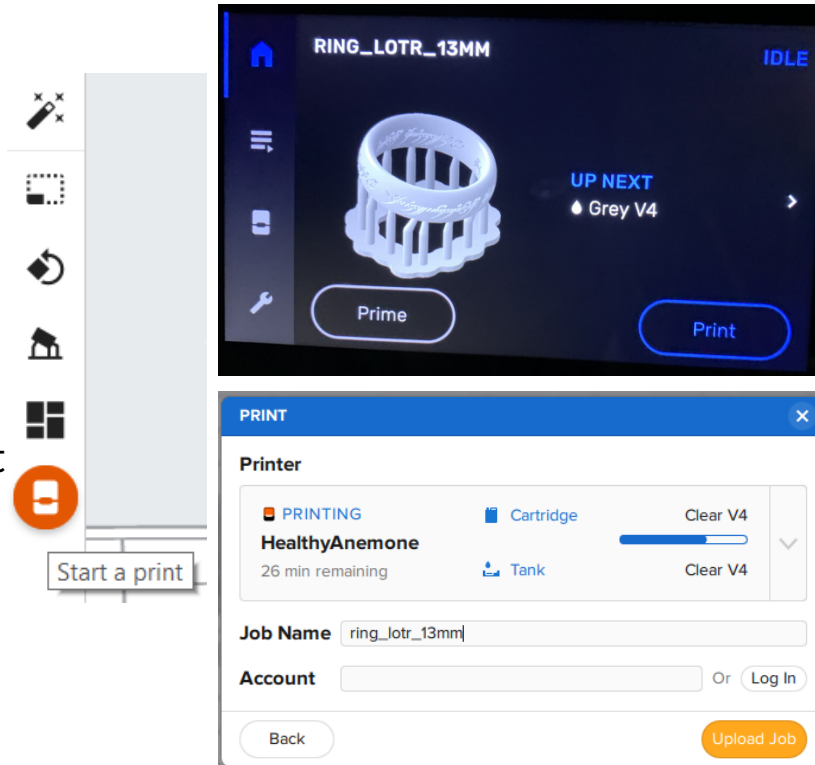 RING_LOTR_13MM
IDLE
UP NEXT
Grey V4
Prime
Print
Start a print
PRINT
Printer
PRINTING
Cartridge
Clear V4
HealthyAnemone
26 min remaining
Tank
Clear V4
Job Name ring_lotr_13mm
Account
Or Log In
Back
Upload Job